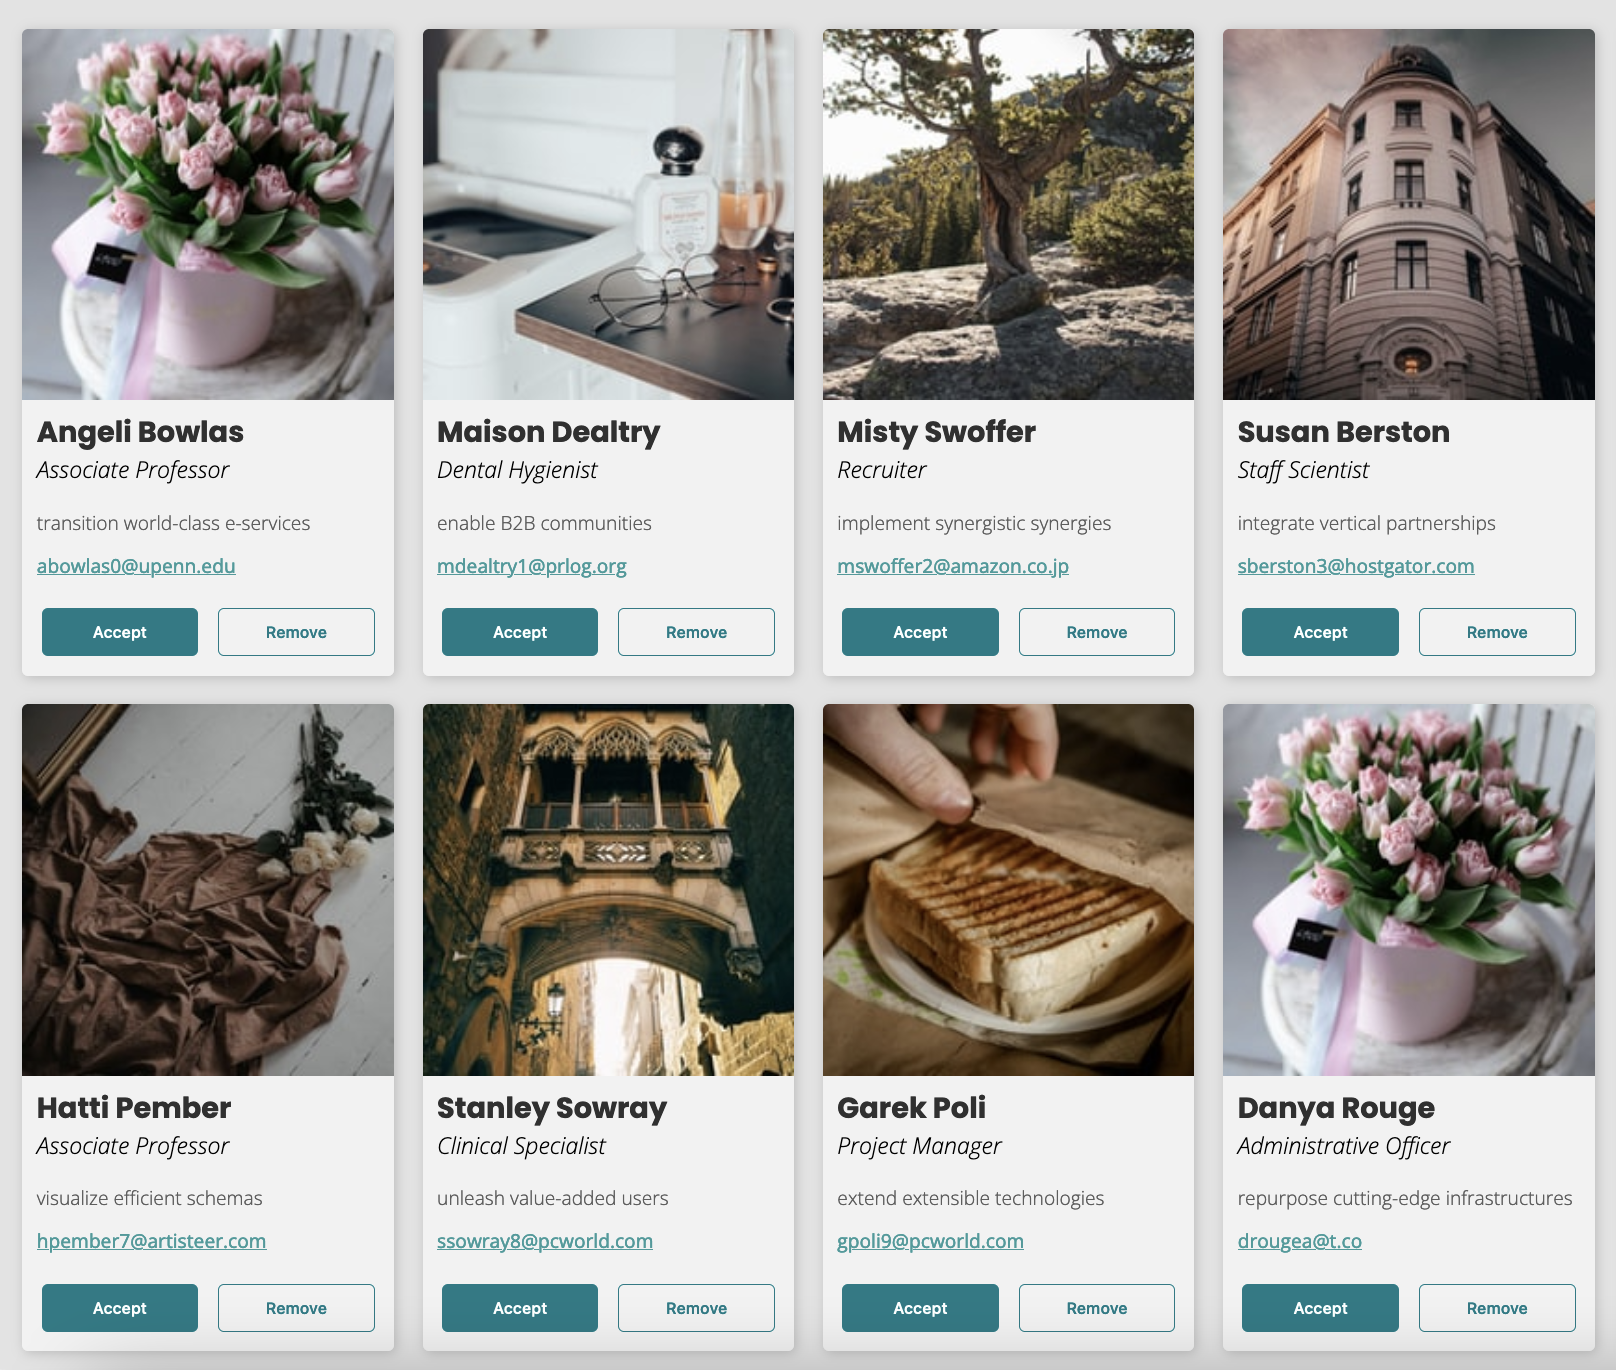 Angeli Bowlas
Associate Professor
transition world-class e-services
abowlas0@upenn.edu
Accept
Remove
Maison Dealtry
Dental Hygienist
enable B2B communities
mdealtry1@prlog.org
Accept
Remove
Misty Swoffer
Recruiter
implement synergistic synergies
mswoffer2@amazon.co.jp
Accept
Remove
Susan Berston
Staff Scientist
integrate vertical partnerships
sberston3@hostgator.com
Accept
Remove
Hatti Pember
Associate Professor
visualize efficient schemas
hpember7@artisteer.com
Accept
Remove
Stanley Sowray
Clinical Specialist
unleash value-added users
ssowray8@pcworld.com
Accept
Remove
Garek Poli
Project Manager
extend extensible technologies
gpoli9@pcworld.com
Accept
Remove
Danya Rouge
Administrative Officer
repurpose cutting-edge infrastructures
drougea@t.co
Accept
Remove